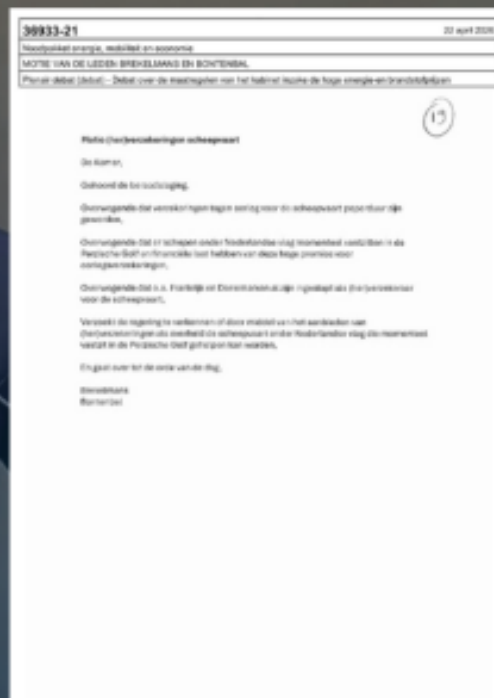 36933-21 22 april 2026
Noodpakket energie, mobiliteit en economie
MOTIE VAN DE LEDEN BREKELMANS EN BONTENBAL
Plenair debat (debat) - Debat over de maatregelen van het kabinet inzake de hoge energie-en brandstofprijzen
19
Motie (her)verzekeringen scheepvaart
De Kamer,
Gehoord de beraadslaging,
Overwegende dat verzekeringen tegen oorlog voor de scheepvaart peperduur zijn
geworden,
Overwegende dat er schepen onder Nederlandse vlag momenteel vastzitten in de
Perzische Golf en financiële last hebben van deze hoge premies voor
oorlogsverzekeringen,
Overwegende dat o.a. Frankrijk en Denemarken al zijn ingestapt als (her)verzekeraar
voor de scheepvaart,
Verzoekt de regering te verkennen of door middel van het aanbieden van
(her)verzekeringen als overheid de scheepvaart onder Nederlandse vlag die momenteel
vastzit in de Perzische Golf geholpen kan worden,
En gaat over tot de orde van de dag,
Brekelmans
Bontenbal